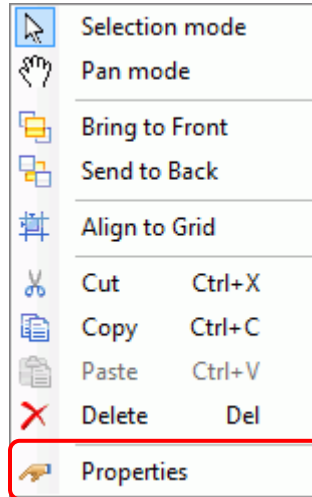 Selection mode
Pan mode
Bring to Front
Send to Back
Align to Grid
Cut Ctrl+X
Copy Ctrl+C
Paste Ctrl+V
Delete Del
Properties